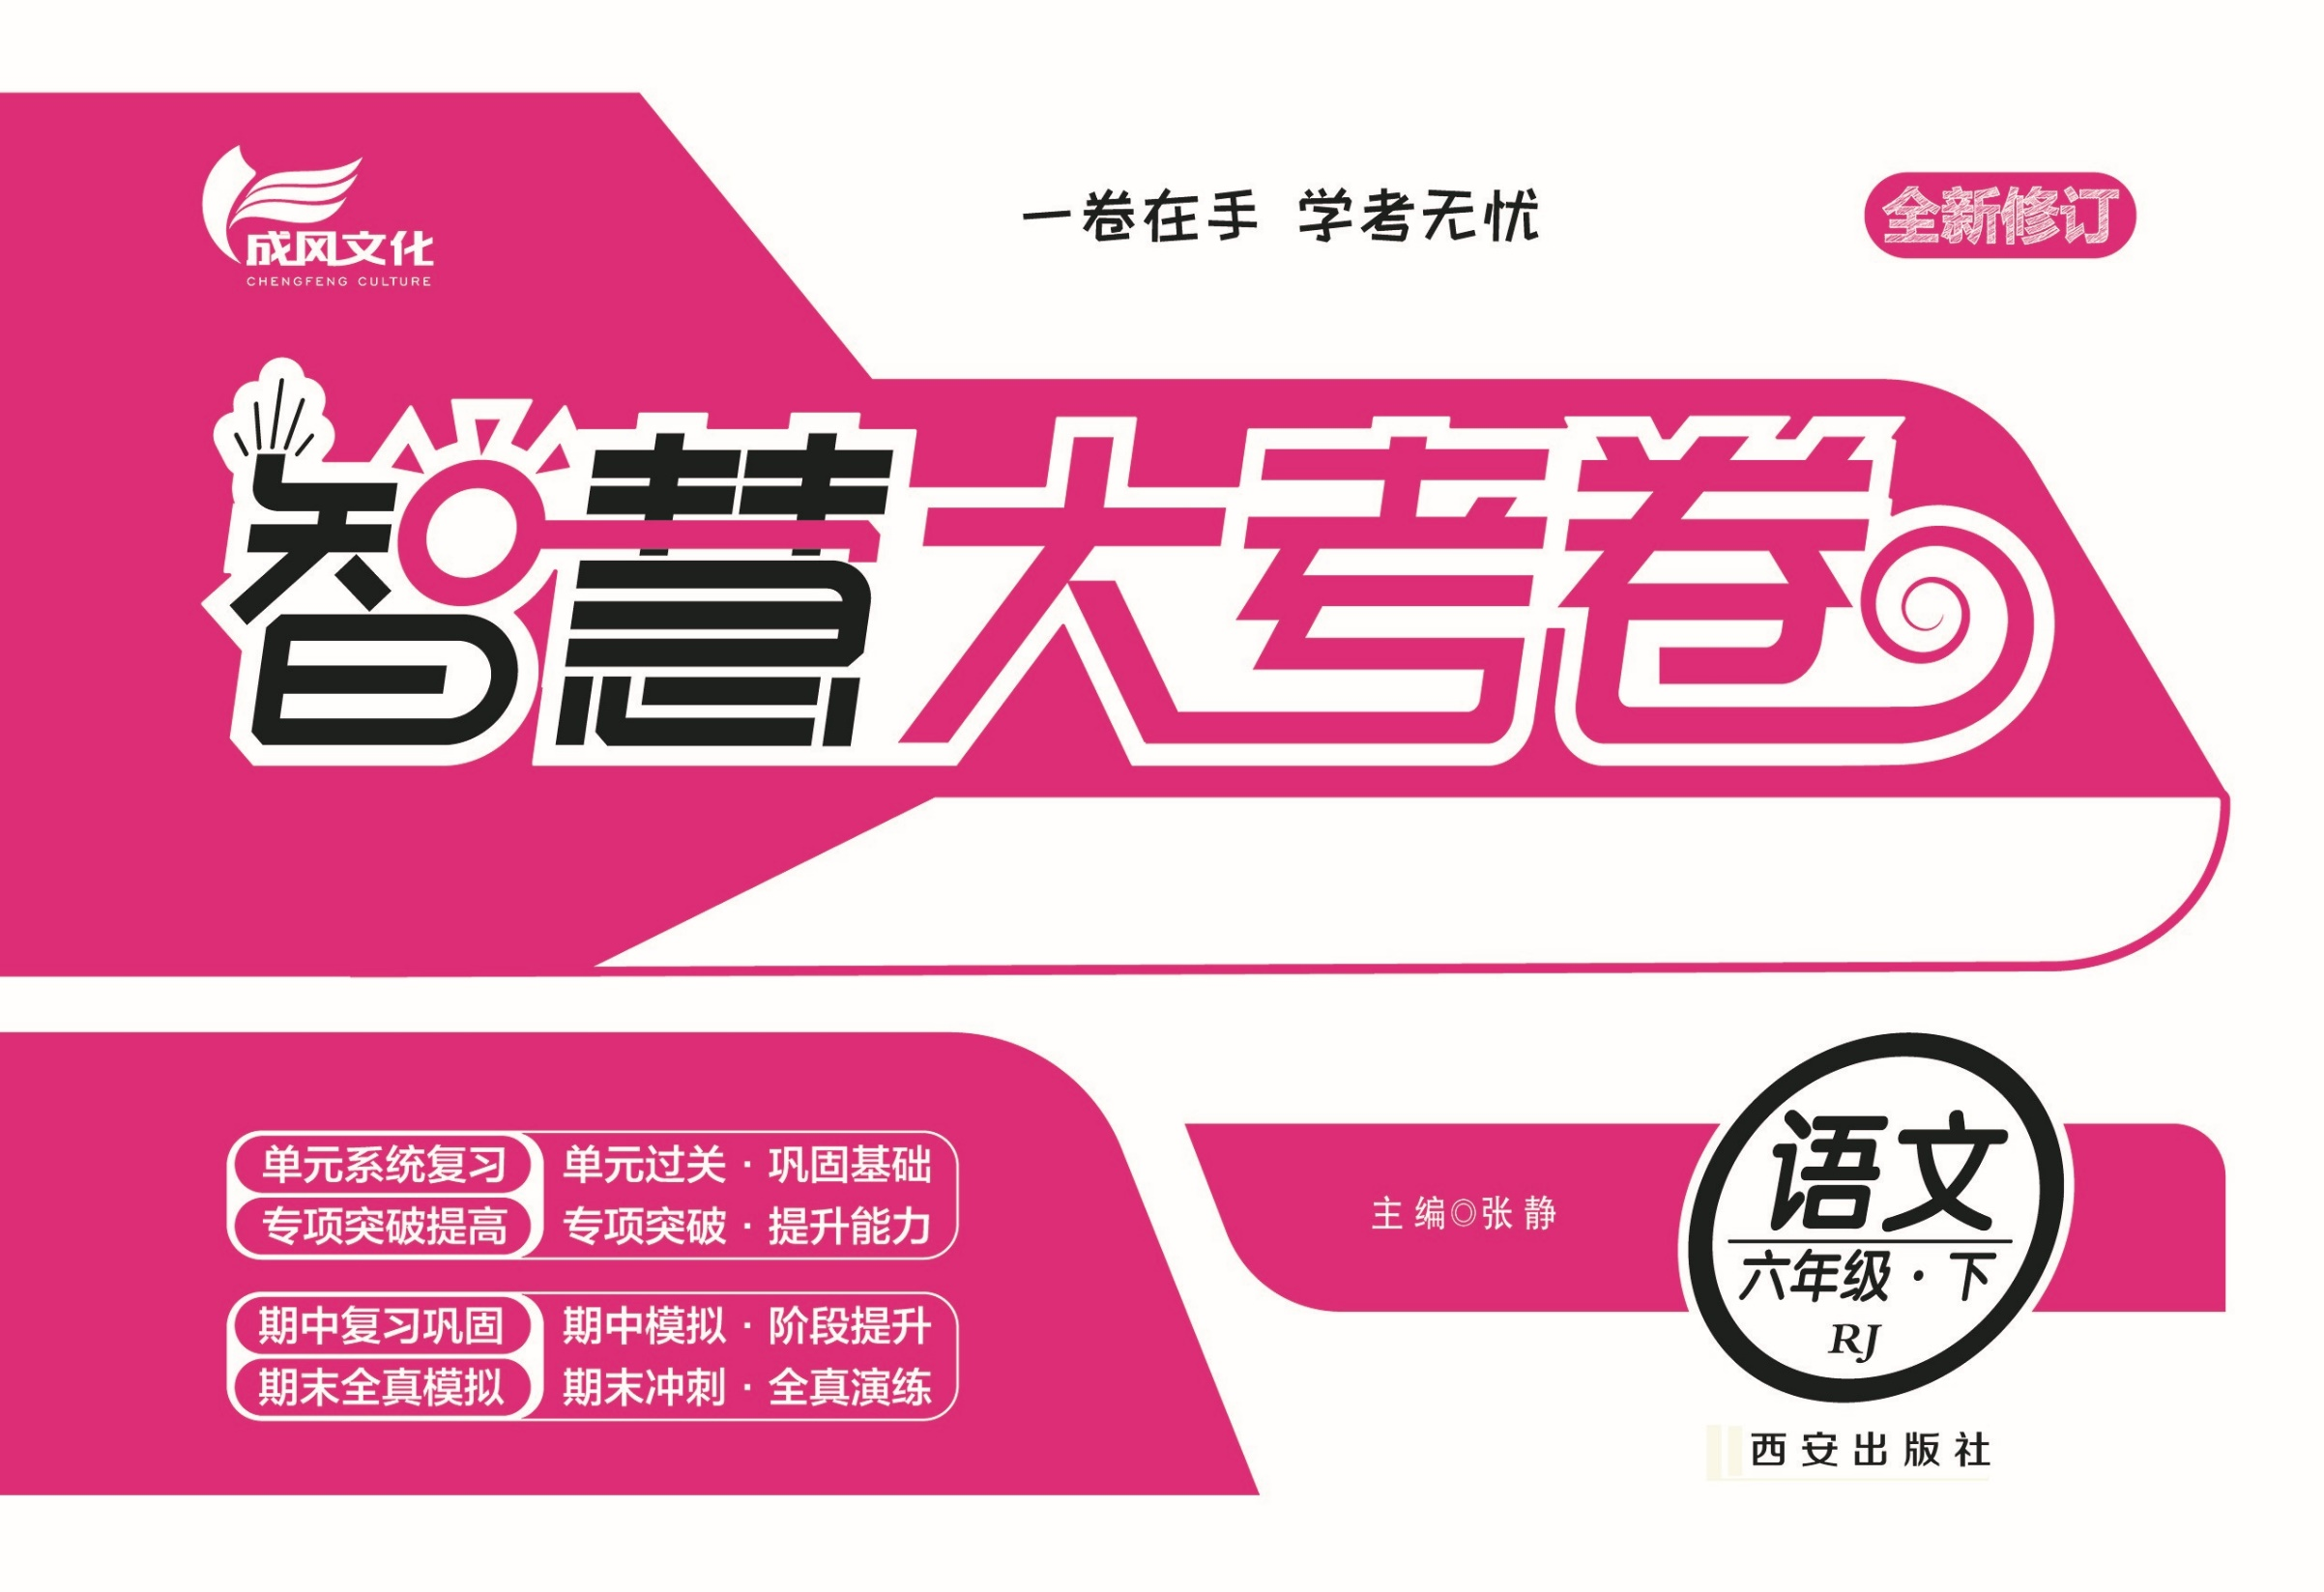 成风文化
CHENGFENG CULTURE
一卷在手 学考无忧
全新修订
智慧大考卷
单元系统复习 单元过关·巩固基础
专项突破提高 专项突破·提升能力
期中复习巩固 期中模拟·阶段提升
期末全真模拟 期末冲刺·全真演练
主 编◎张 静
语文
六年级·下
RJ
西安出版社